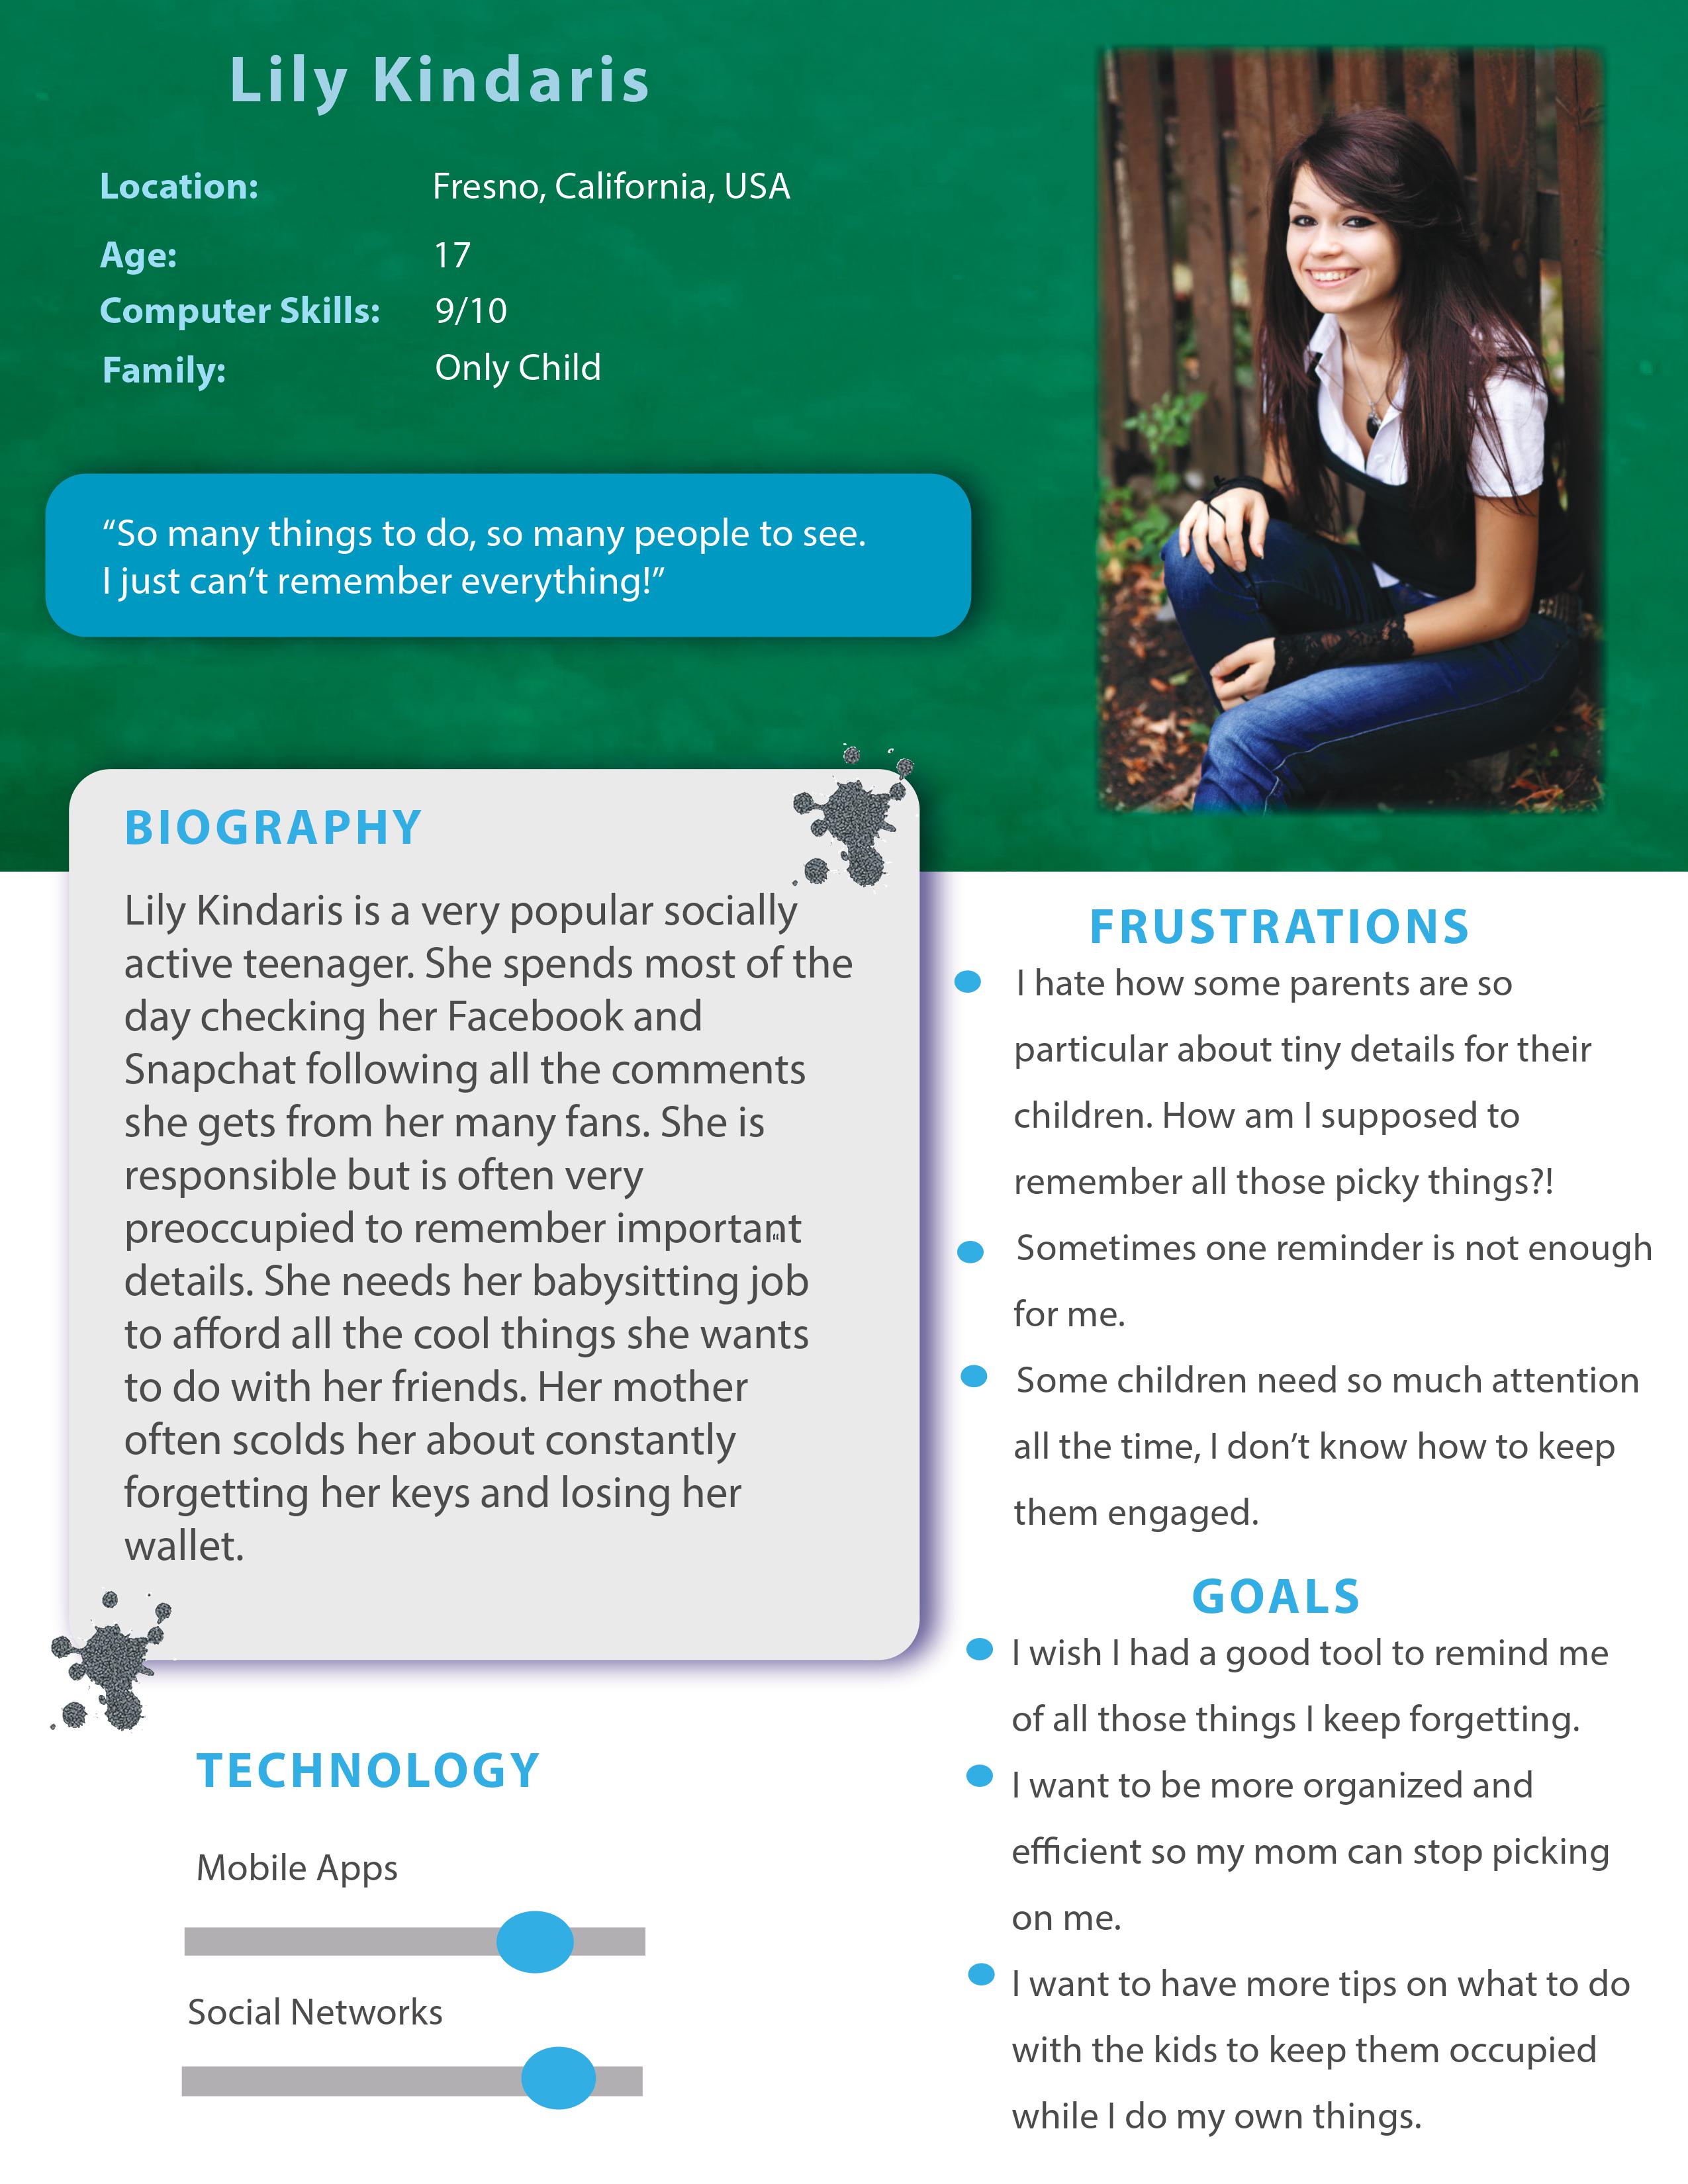 Lily Kindaris
Location: Fresno, California, USA
Age: 17
Computer Skills: 9/10
Family: Only Child
“So many things to do, so many people to see.
I just can’t remember everything!”
BIOGRAPHY
Lily Kindaris is a very popular socially
active teenager. She spends most of the
day checking her Facebook and
Snapchat following all the comments
she gets from her many fans. She is
responsible but is often very
preoccupied to remember important
“
details. She needs her babysitting job
to afford all the cool things she wants
to do with her friends. Her mother
often scolds her about constantly
forgetting her keys and losing her
wallet.
TECHNOLOGY
Mobile Apps
Social Networks
FRUSTRATIONS
I hate how some parents are so
particular about tiny details for their
children. How am I supposed to
remember all those picky things?!
Sometimes one reminder is not enough
for me.
Some children need so much attention
all the time, I don’t know how to keep
them engaged.
GOALS
I wish I had a good tool to remind me
of all those things I keep forgetting.
I want to be more organized and
efficient so my mom can stop picking
on me.
I want to have more tips on what to do
with the kids to keep them occupied
while I do my own things.